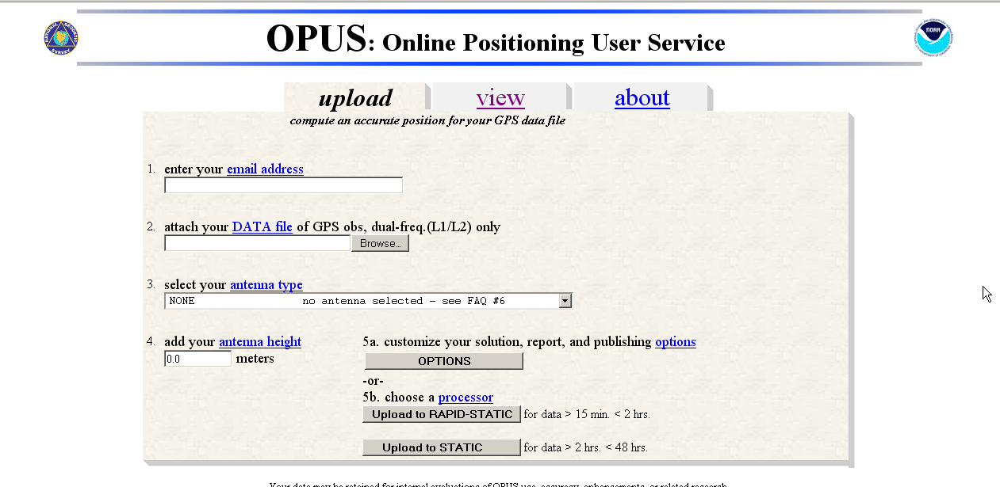 OPUS: Online Positioning User Service
NOAA
upload view about
compute an accurate position for your GPS data file
1. enter your email address
2. attach your DATA file of GPS obs, dual-freq.(L1/L2) only
Browse...
3. select your antenna type
NONE no antenna selected - see FAQ #6
4. add your antenna height
0.0 meters
5a. customize your solution, report, and publishing options
OPTIONS
-or-
5b. choose a processor
Upload to RAPID-STATIC for data > 15 min. < 2 hrs.
Upload to STATIC for data > 2 hrs. < 48 hrs.
Your data may be retained for internal evaluations of OPUS use, accuracy, enhancements, or related research.